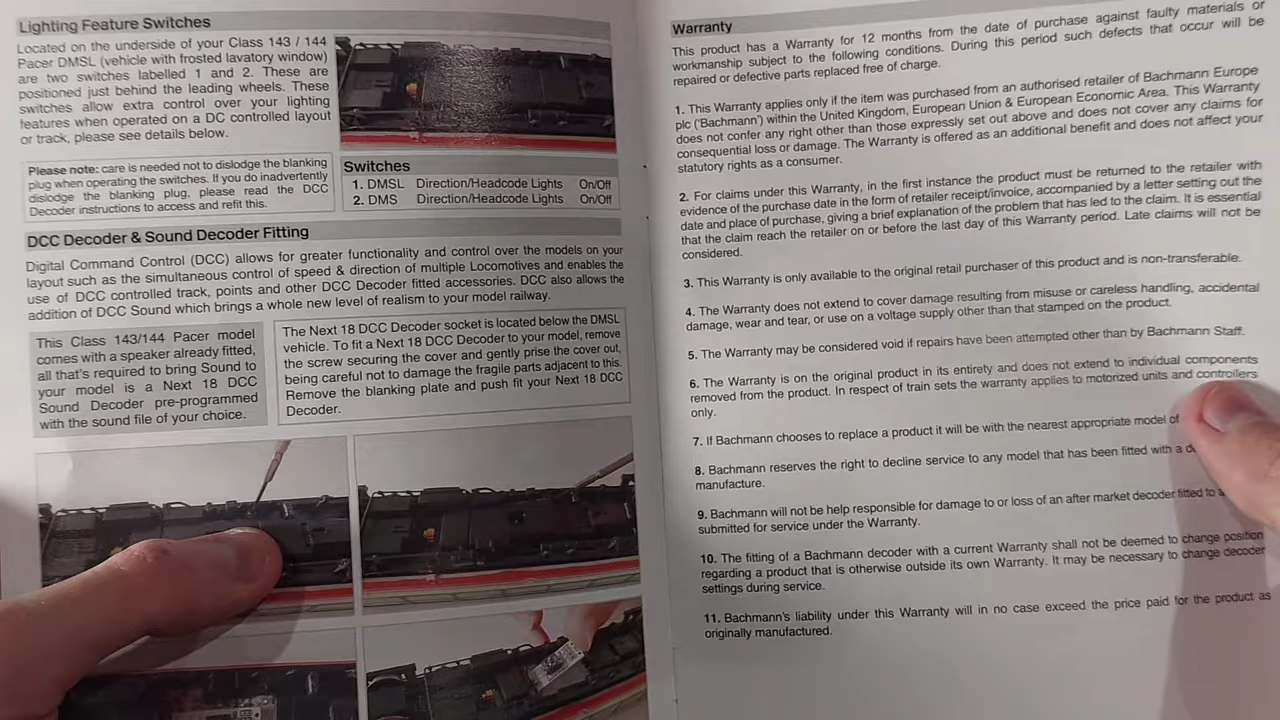 Lighting Feature Switches
Located on the underside of your Class 143 / 144
Pacer DMSL (vehicle with frosted lavatory window)
are two switches labelled 1 and 2. These are
positioned just behind the leading wheels. These
switches allow extra control over your lighting
features when operated on a DC controlled layout
or track, please see details below.
Please note: care is needed not to dislodge the blanking
plug when operating the switches. If you do inadvertently
dislodge the blanking plug, please read the DCC
Decoder instructions to access and refit this.
Switches
1. DMSL Direction/Headcode Lights On/Off
2. DMS Direction/Headcode Lights On/Off
DCC Decoder & Sound Decoder Fitting
Digital Command Control (DCC) allows for greater functionality and control over the models on your
layout such as the simultaneous control of speed & direction of multiple Locomotives and enables the
use of DCC controlled track, points and other DCC Decoder fitted accessories. DCC also allows the
addition of DCC Sound which brings a whole new level of realism to your model railway.
This Class 143/144 Pacer model
comes with a speaker already fitted,
all that's required to bring Sound to
your model is a Next 18 DCC
Sound Decoder pre-programmed
with the sound file of your choice.
The Next 18 DCC Decoder socket is located below the DMSL
vehicle. To fit a Next 18 DCC Decoder to your model, remove
the screw securing the cover and gently prise the cover out,
being careful not to damage the fragile parts adjacent to this.
Remove the blanking plate and push fit your Next 18 DCC
Decoder.
Warranty
This product has a Warranty for 12 months from the date of purchase against faulty materials or
workmanship subject to the following conditions. During this period such defects that occur will be
repaired or defective parts replaced free of charge.
1. This Warranty applies only if the item was purchased from an authorised retailer of Bachmann Europe
plc ('Bachmann') within the United Kingdom, European Union & European Economic Area. This Warranty
does not confer any right other than those expressly set out above and does not cover any claims for
consequential loss or damage. The Warranty is offered as an additional benefit and does not affect your
statutory rights as a consumer.
2. For claims under this Warranty, in the first instance the product must be returned to the retailer with
evidence of the purchase date in the form of retailer receipt/invoice, accompanied by a letter setting out the
date and place of purchase, giving a brief explanation of the problem that has led to the claim. It is essential
that the claim reach the retailer on or before the last day of this Warranty period. Late claims will not be
considered.
3. This Warranty is only available to the original retail purchaser of this product and is non-transferable.
4. The Warranty does not extend to cover damage resulting from misuse or careless handling, accidental
damage, wear and tear, or use on a voltage supply other than that stamped on the product.
5. The Warranty may be considered void if repairs have been attempted other than by Bachmann Staff.
6. The Warranty is on the original product in its entirety and does not extend to individual components
removed from the product. In respect of train sets the warranty applies to motorized units and controllers
only.
7. If Bachmann chooses to replace a product it will be with the nearest appropriate model of
8. Bachmann reserves the right to decline service to any model that has been fitted with a
manufacture.
9. Bachmann will not be help responsible for damage to or loss of an after market decoder fitted to a
submitted for service under the Warranty.
10. The fitting of a Bachmann decoder with a current Warranty shall not be deemed to change position
regarding a product that is otherwise outside its own Warranty. It may be necessary to change decoder
settings during service.
11. Bachmann's liability under this Warranty will in no case exceed the price paid for the product as
originally manufactured.